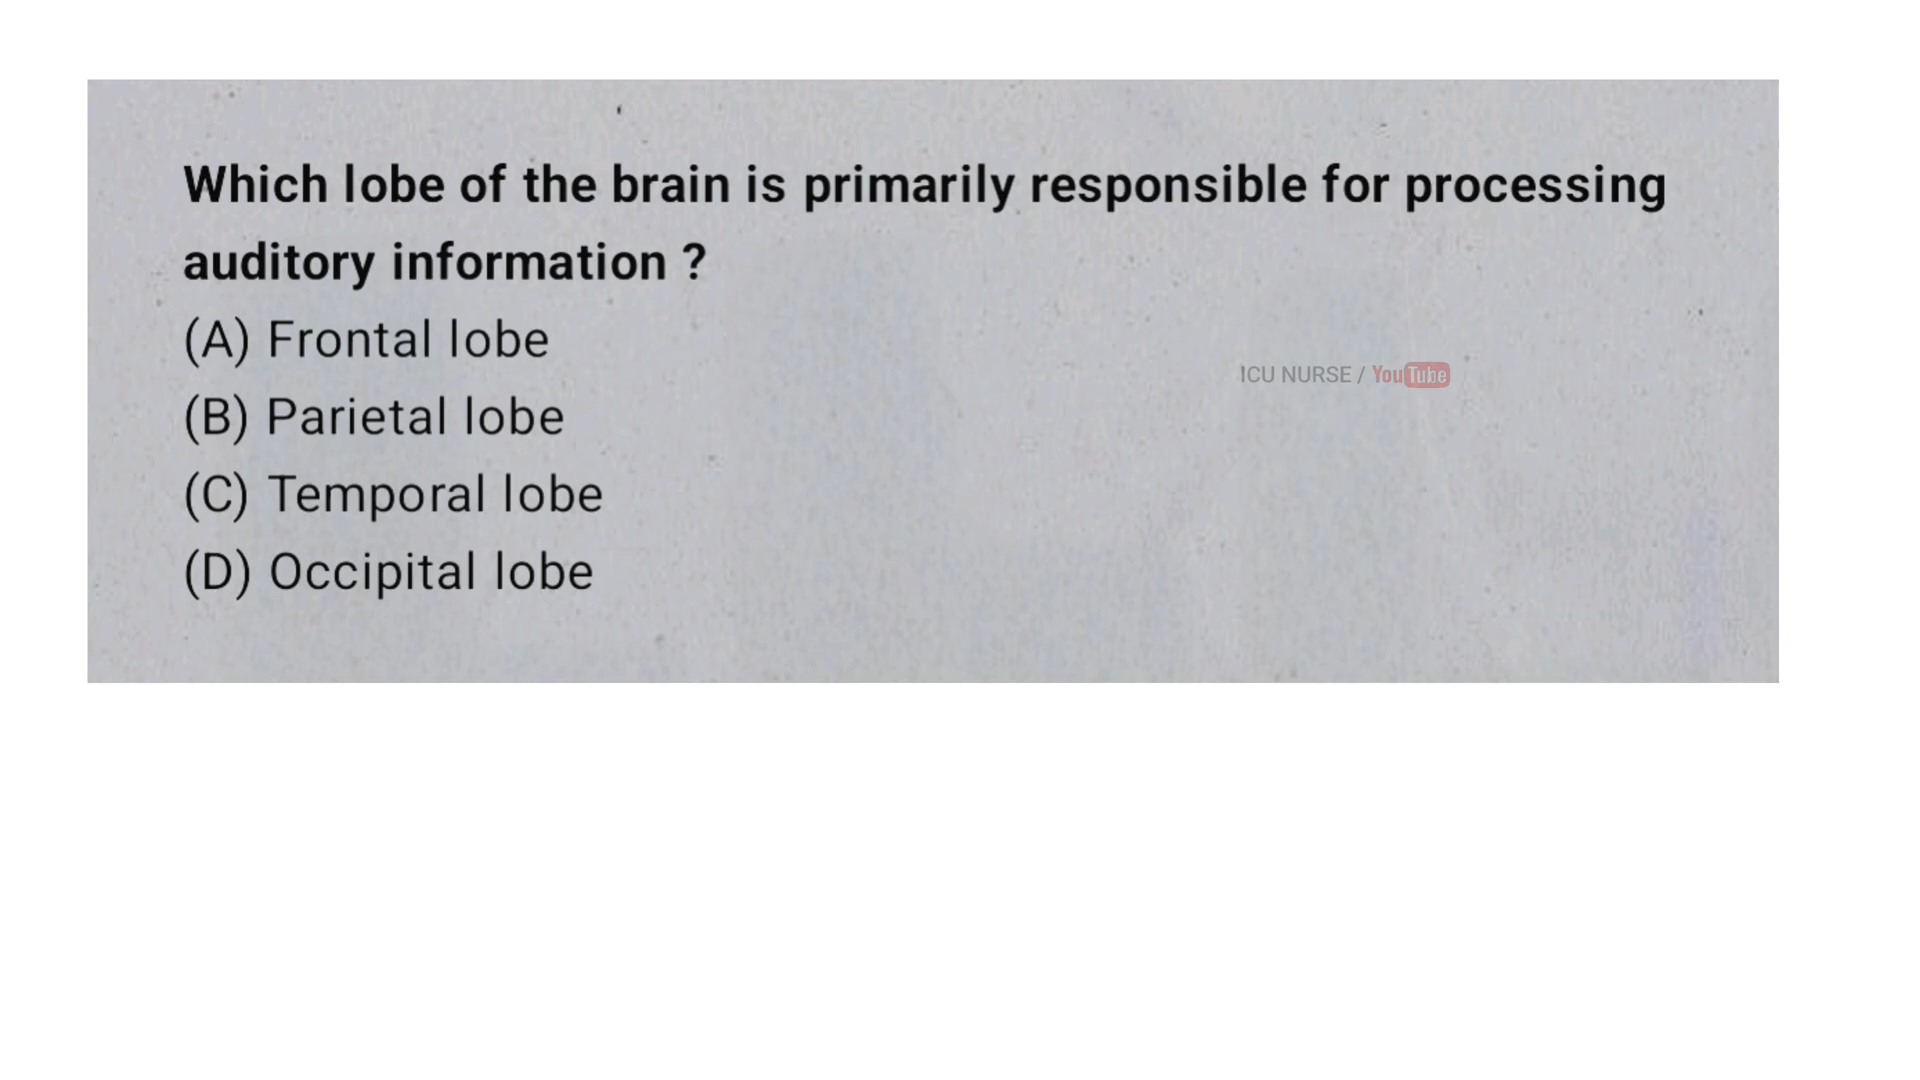 Which lobe of the brain is primarily responsible for processing
auditory information ?
(A) Frontal lobe
ICU NURSE / YouTube
(B) Parietal lobe
(C) Temporal lobe
(D) Occipital lobe